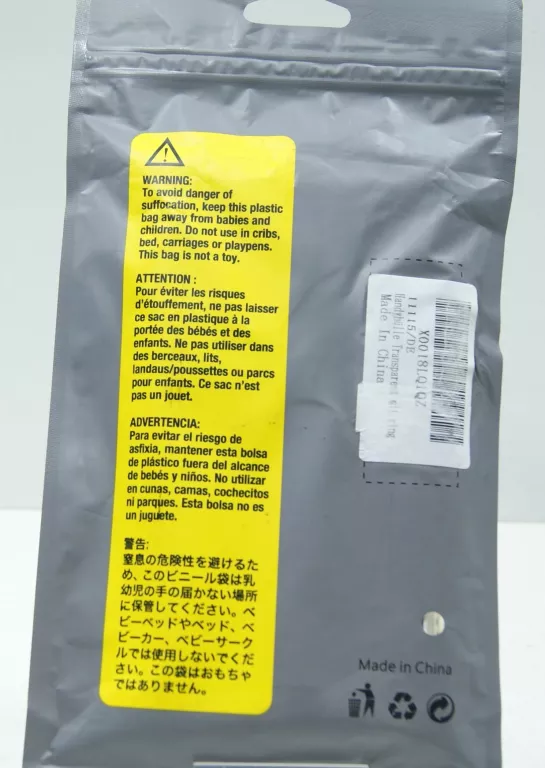 WARNING:
To avoid danger of
suffocation, keep this plastic
bag away from babies and
children. Do not use in cribs,
bed, carriages or playpens.
This bag is not a toy.
ATTENTION :
Pour éviter les risques
d'étouffement, ne pas laisser
ce sac en plastique à la
portée des bébés et des
enfants. Ne pas utiliser dans
des berceaux, lits,
landaus/poussettes ou parcs
pour enfants. Ce sac n'est
pas un jouet.
ADVERTENCIA:
Para evitar el riesgo de
asfixia, mantener esta bolsa
de plástico fuera del alcance
de bebés y niños. No utilizar
en cunas, camas, cochecitos
ni parques. Esta bolsa no es
un juguete.
警告:
窒息の危険性を避けるた
め、このビニール袋は乳
幼児の手の届かない場所
に保管してください。ベ
ビーベッドやベッド、ベ
ビーカー、ベビーサーク
ルでは使用しないでくだ
さい。この袋はおもちゃ
ではありません。
X0018LQ1QZ
11115/DE
Transparent
Made In China
Made in China